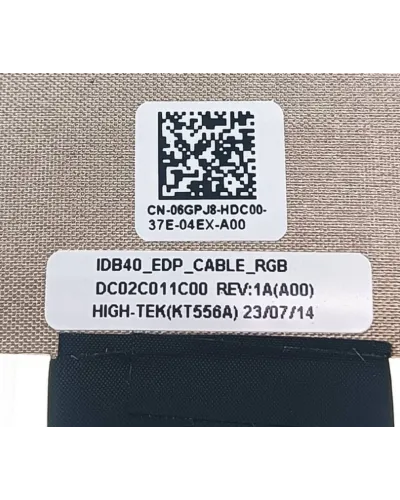 CN-06GPJ8-HDC00-
37E-04EX-A00
IDB40_EDP_CABLE_RGB
DC02C011C00 REV:1A(A00)
HIGH-TEK(KT556A) 23/07/14